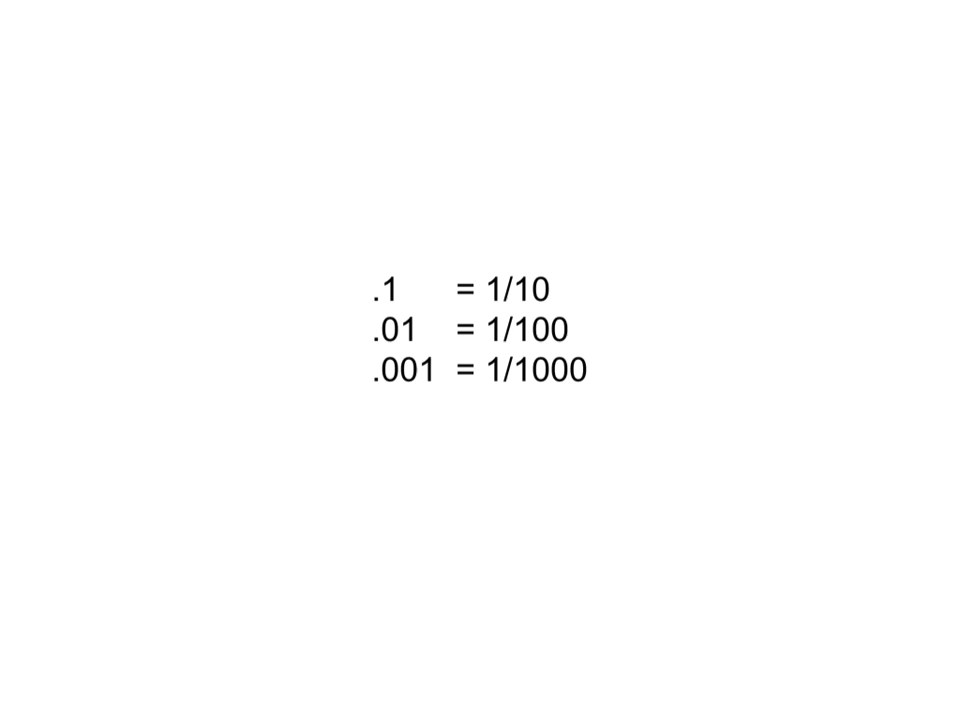 .1 = 1/10
.01 = 1/100
.001 = 1/1000